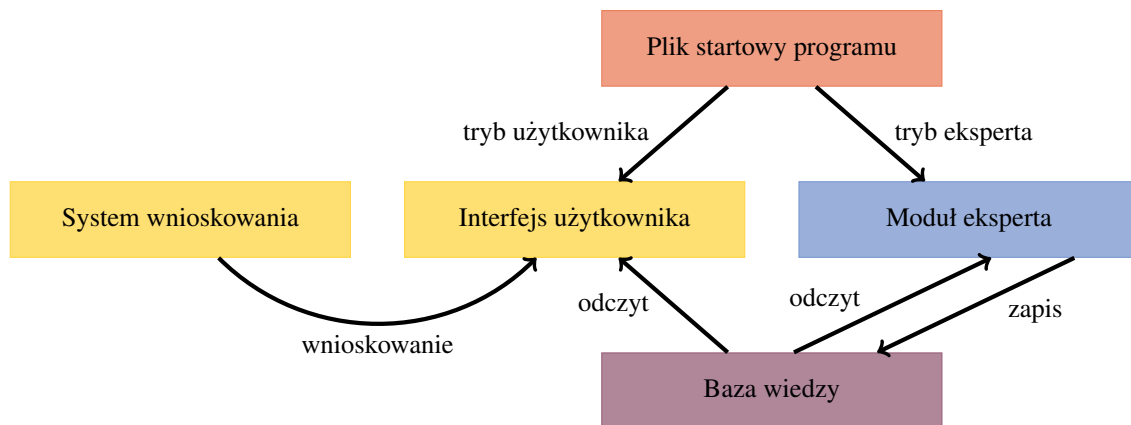 Plik startowy programu
tryb użytkownika
tryb eksperta
System wnioskowania
Interfejs użytkownika
Moduł eksperta
odczyt
odczyt
zapis
wnioskowanie
Baza wiedzy